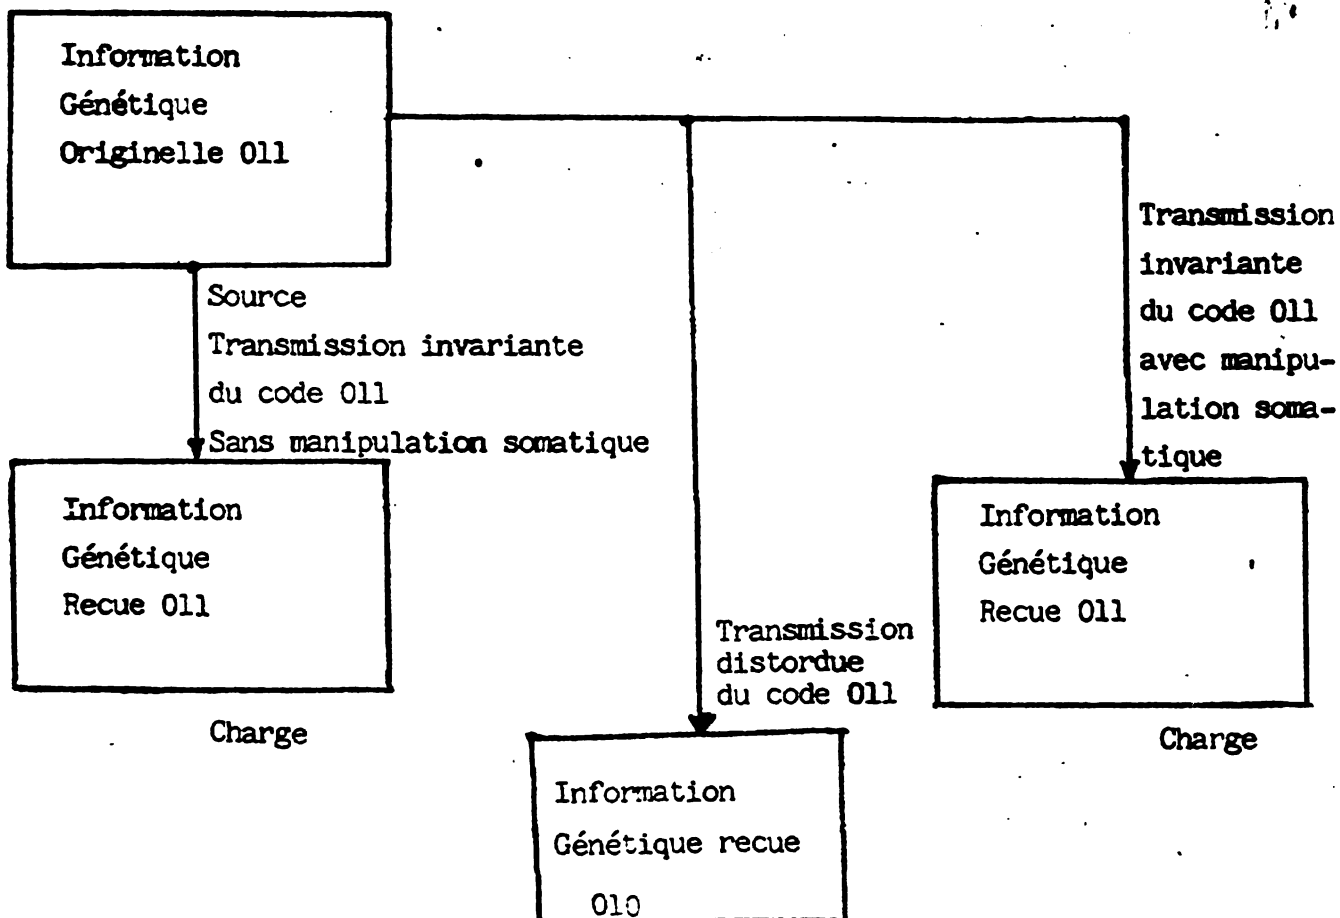 Information
Génétique
Originelle 011
Source
Transmission invariante
du code 011
Sans manipulation somatique
Information
Génétique
Recue 011
Charge
Transmission
distordue
du code 011
Information
Génétique recue
010
Transmission
invariante
du code 011
avec manipu-
lation soma-
tique
Information
Génétique
Recue 011
Charge